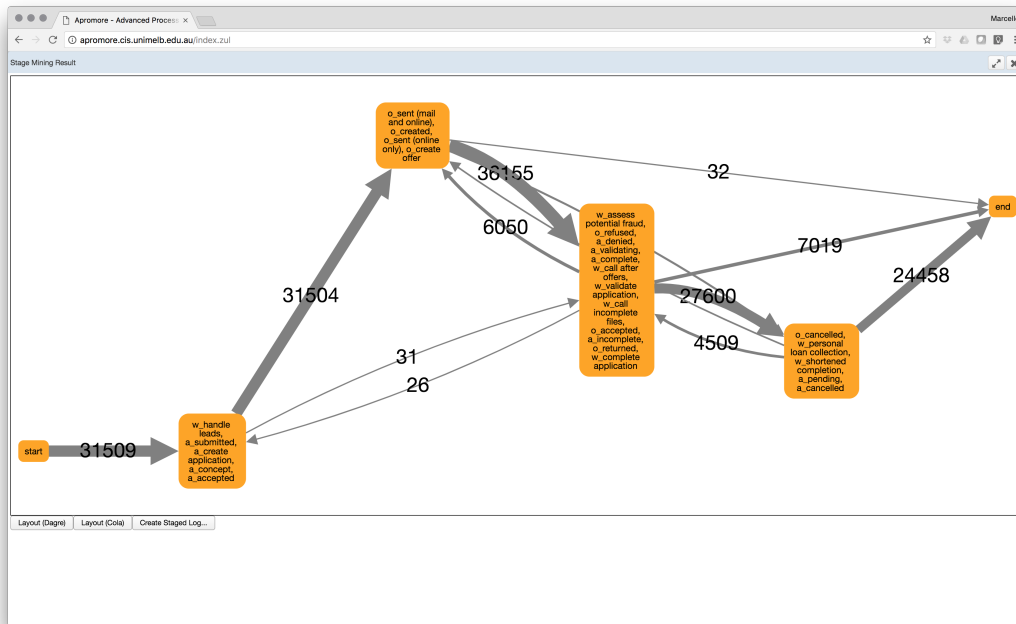 Apromore - Advanced Process
Marcello
apromore.cis.unimelb.edu.au/index.zul
Stage Mining Result
o_sent (mail
and online),
o_created,
o_sent (online
only), o_create
offer
36155
32
6050
w_assess
potential fraud,
o_refused,
a_denied,
a_validating,
a_complete,
w_call after
offers,
w_validate
application,
w_call
incomplete
files,
o_accepted,
a_incomplete,
o_returned,
w_complete
application
end
7019
24458
27600
4509
31504
o_cancelled,
w_personal
loan collection,
w_shortened
completion,
a_pending,
a_cancelled
31
26
start
31509
w_handle
leads,
a_submitted,
a_create
application,
a_concept,
a_accepted
Layout (Dagre)
Layout (Cola)
Create Staged Log...